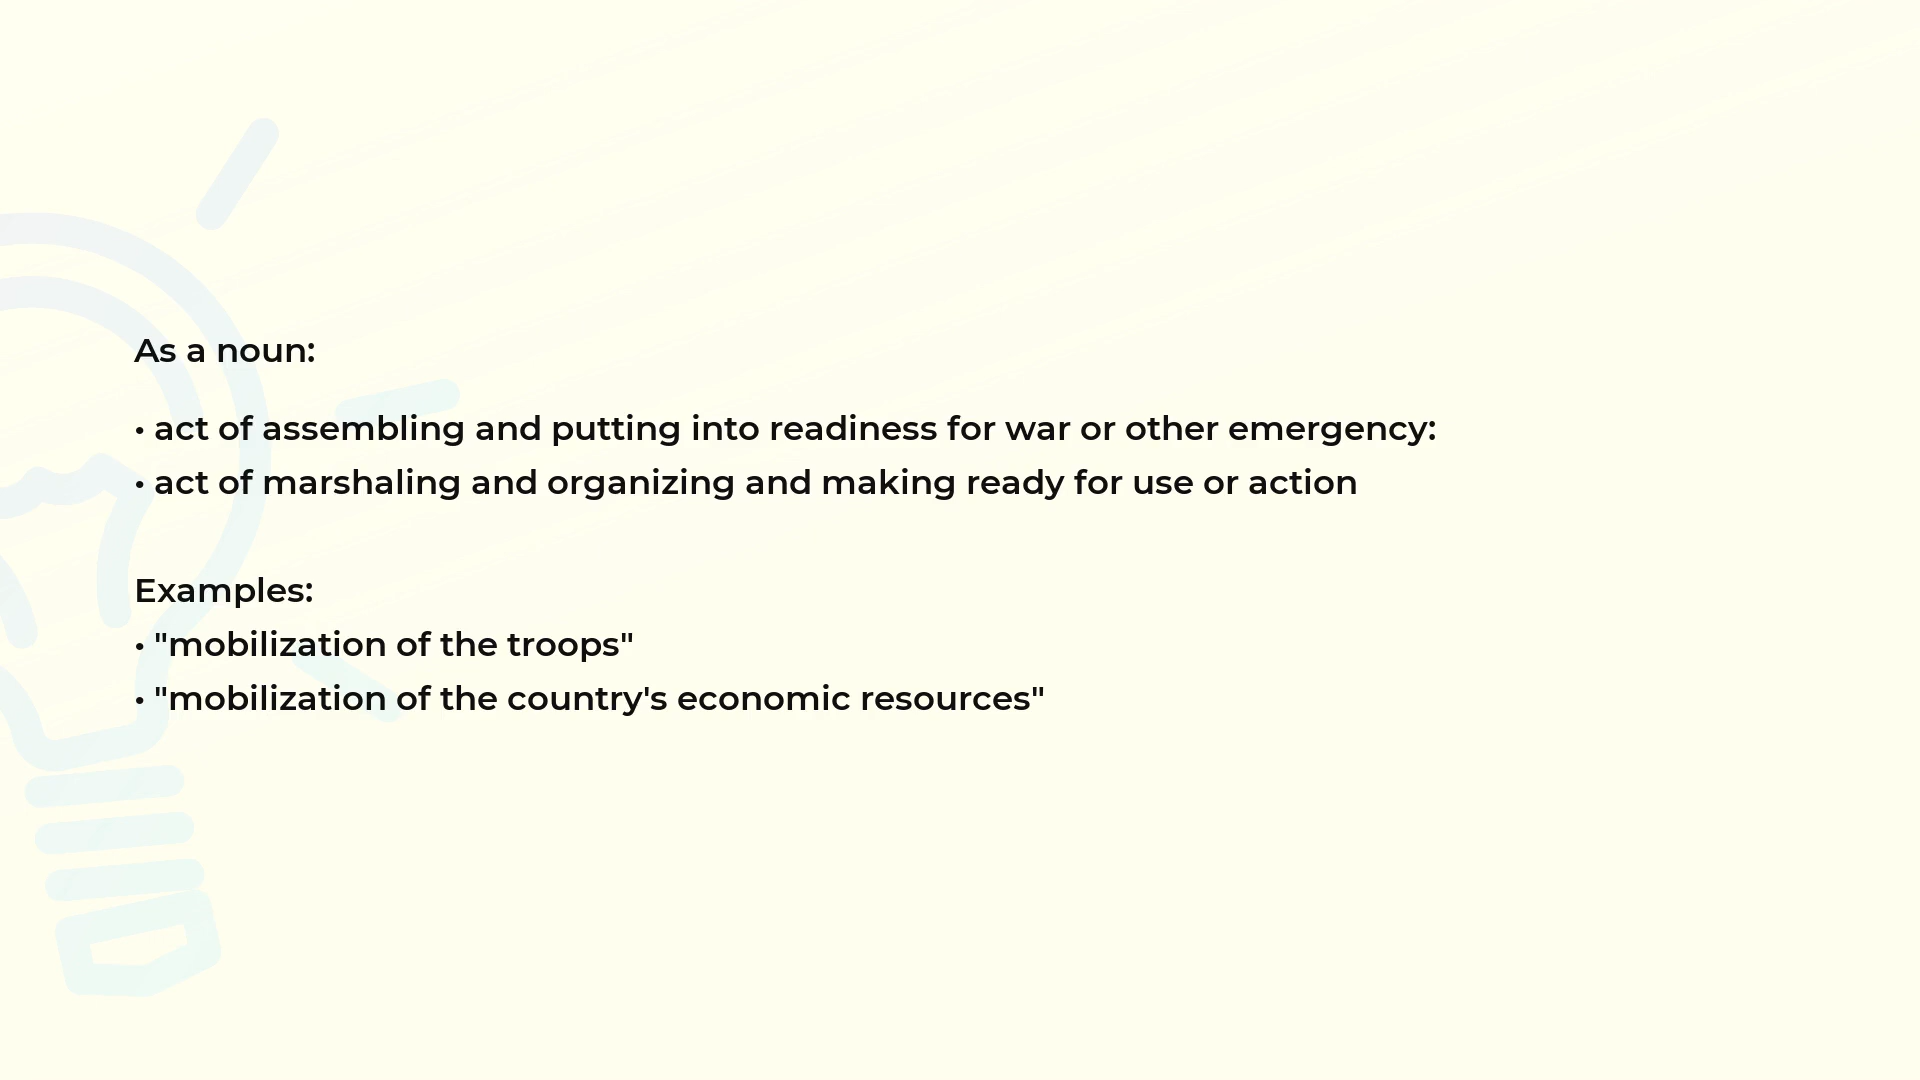 As a noun:
• act of assembling and putting into readiness for war or other emergency:
• act of marshaling and organizing and making ready for use or action
Examples:
• "mobilization of the troops"
• "mobilization of the country's economic resources"